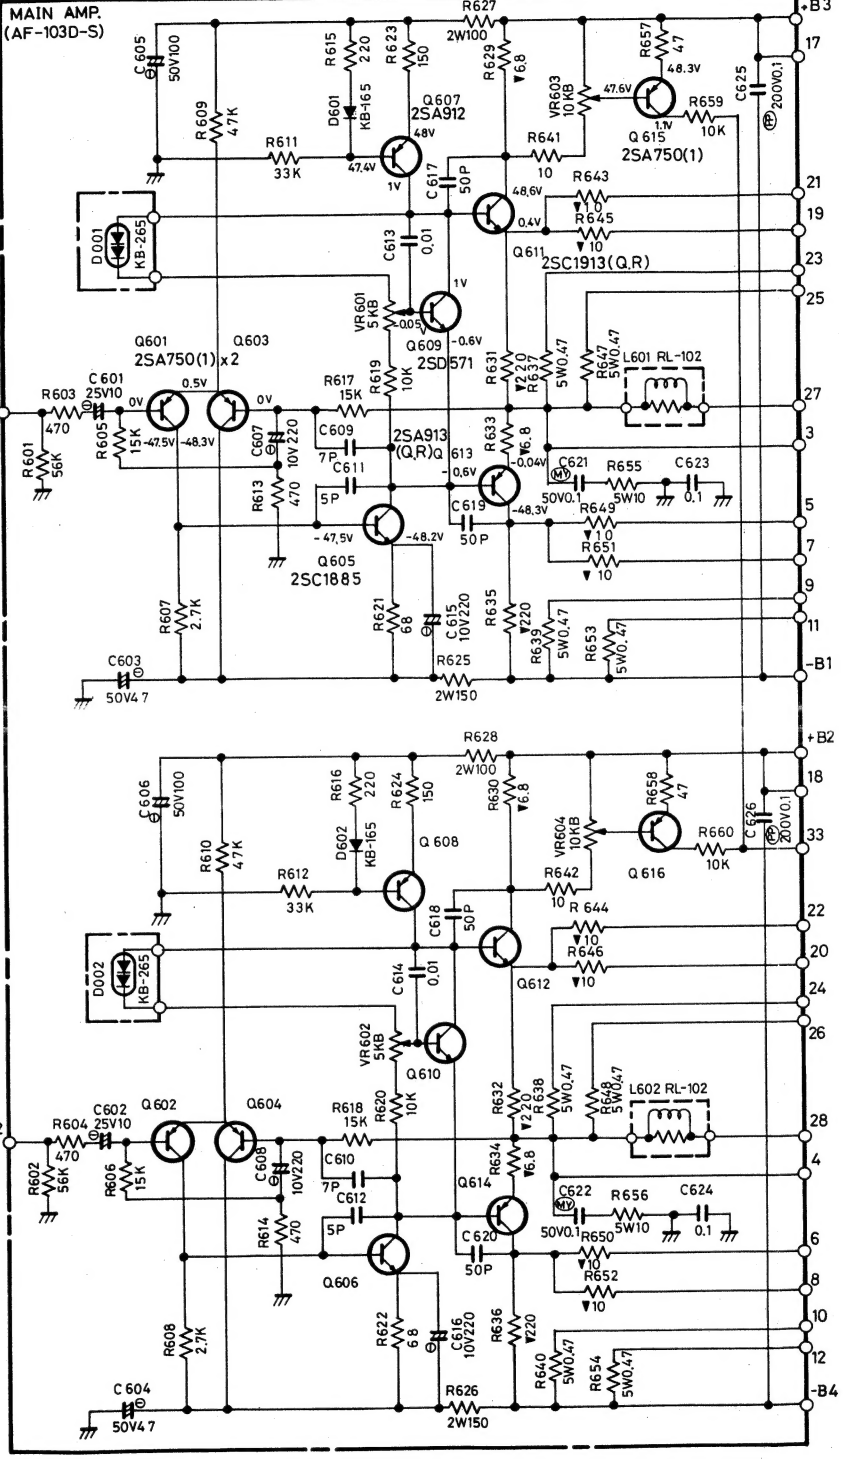 MAIN AMP.
(AF-103D-S)
C605
50V100
R615
220
R623
150
R627
2W100
R629
▼6.8
R657
47
48.3V
+B3
17
R609
47K
D601
KB-165
Q607
2SA912
48V
VR603
10KB
47.6V
1.1V
Q615
2SA750(1)
R659
10K
C625
PP
200V0.1
R611
33K
47.4V
1V
C617
50P
R641
10
48.6V
0.4V
R643
▼10
R645
▼10
21
19
D001
KB-265
C613
0.01
Q611
2SC1913(Q,R)
23
VR601
5KB
-0.05V
1V
-0.6V
Q609
2SD571
25
Q601
Q603
2SA750(1)x2
0.5V
0V
0V
-47.5V
-48.3V
R619
10K
R631
▼220
R637
5W0.47
R647
5W0.47
L601 RL-102
R603
470
C601
25V10
R605
15K
R601
56K
R617
15K
C607
10V220
C609
7P
C611
5P
R613
470
2SA913
(Q,R)
Q613
-0.6V
R633
▼6.8
-0.04V
-48.3V
27
3
C621
MY
50V0.1
R655
5W10
C623
0.1
C619
50P
R649
▼10
R651
▼10
5
7
-47.5V
-48.2V
Q605
2SC1885
R607
2.7K
R621
68
C615
10V220
R635
▼220
R639
5W0.47
R653
5W0.47
9
11
C603
50V47
R625
2W150
-B1
+B2
R628
2W100
C606
50V100
R616
220
R624
150
R630
▼6.8
R658
47
18
R610
47K
D602
KB-165
Q608
VR604
10KB
Q616
R660
10K
C626
PP
200V0.1
33
R612
33K
C618
50P
R642
10
R644
▼10
R646
▼10
22
20
D002
KB-265
C614
0.01
Q612
24
VR602
5KB
Q610
26
Q602
Q604
R620
10K
R632
▼220
R638
5W0.47
R648
5W0.47
L602 RL-102
R604
470
C602
25V10
R606
15K
R602
56K
R618
15K
C608
10V220
C610
7P
C612
5P
R614
470
Q614
R634
▼6.8
28
4
C622
MY
50V0.1
R656
5W10
C624
0.1
C620
50P
R650
▼10
R652
▼10
6
8
Q606
R608
2.7K
R622
68
C616
10V220
R636
▼220
R640
5W0.47
R654
5W0.47
10
12
C604
50V47
R626
2W150
-B4